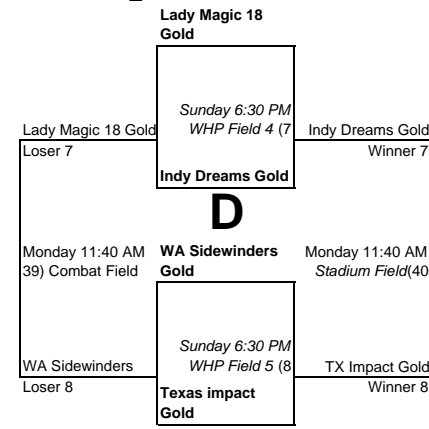 Lady Magic 18
Gold
Sunday 6:30 PM
Lady Magic 18 Gold
WHP Field 4 (7
Indy Dreams Gold
Loser 7
Winner 7
Indy Dreams Gold
D
Monday 11:40 AM
WA Sidewinders
Monday 11:40 AM
39) Combat Field
Gold
Stadium Field(40
Sunday 6:30 PM
WA Sidewinders
WHP Field 5 (8
TX Impact Gold
Loser 8
Texas impact
Winner 8
Gold